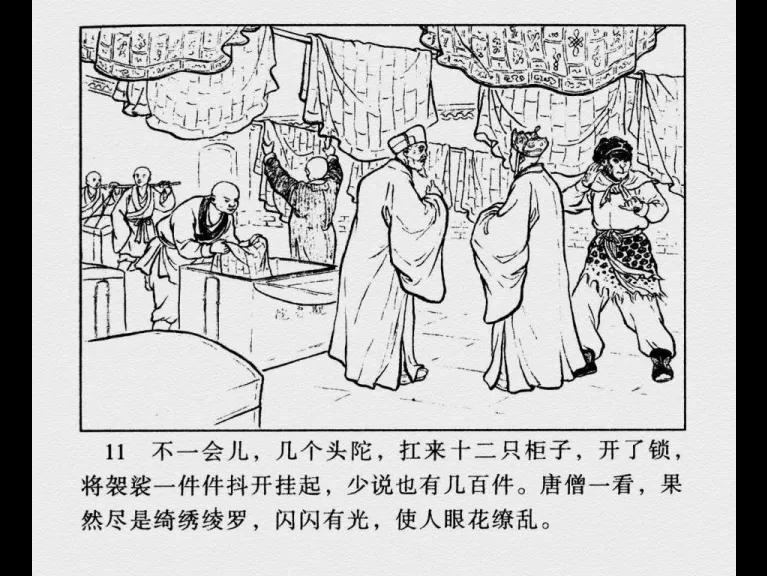 11 不一会儿，几个头陀，扛来十二只柜子，开了锁，
将袈裟一件件抖开挂起，少说也有几百件。唐僧一看，果
然尽是绮绣绫罗，闪闪有光，使人眼花缭乱。